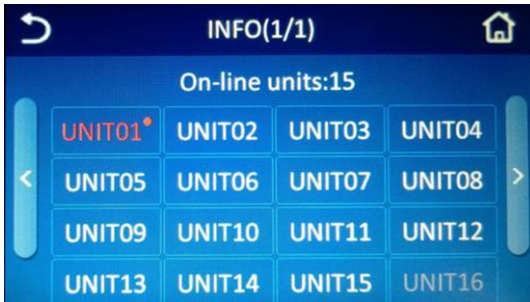 INFO(1/1)
On-line units:15
UNIT01 UNIT02 UNIT03 UNIT04
< UNIT05 UNIT06 UNIT07 UNIT08 >
UNIT09 UNIT10 UNIT11 UNIT12
UNIT13 UNIT14 UNIT15 UNIT16